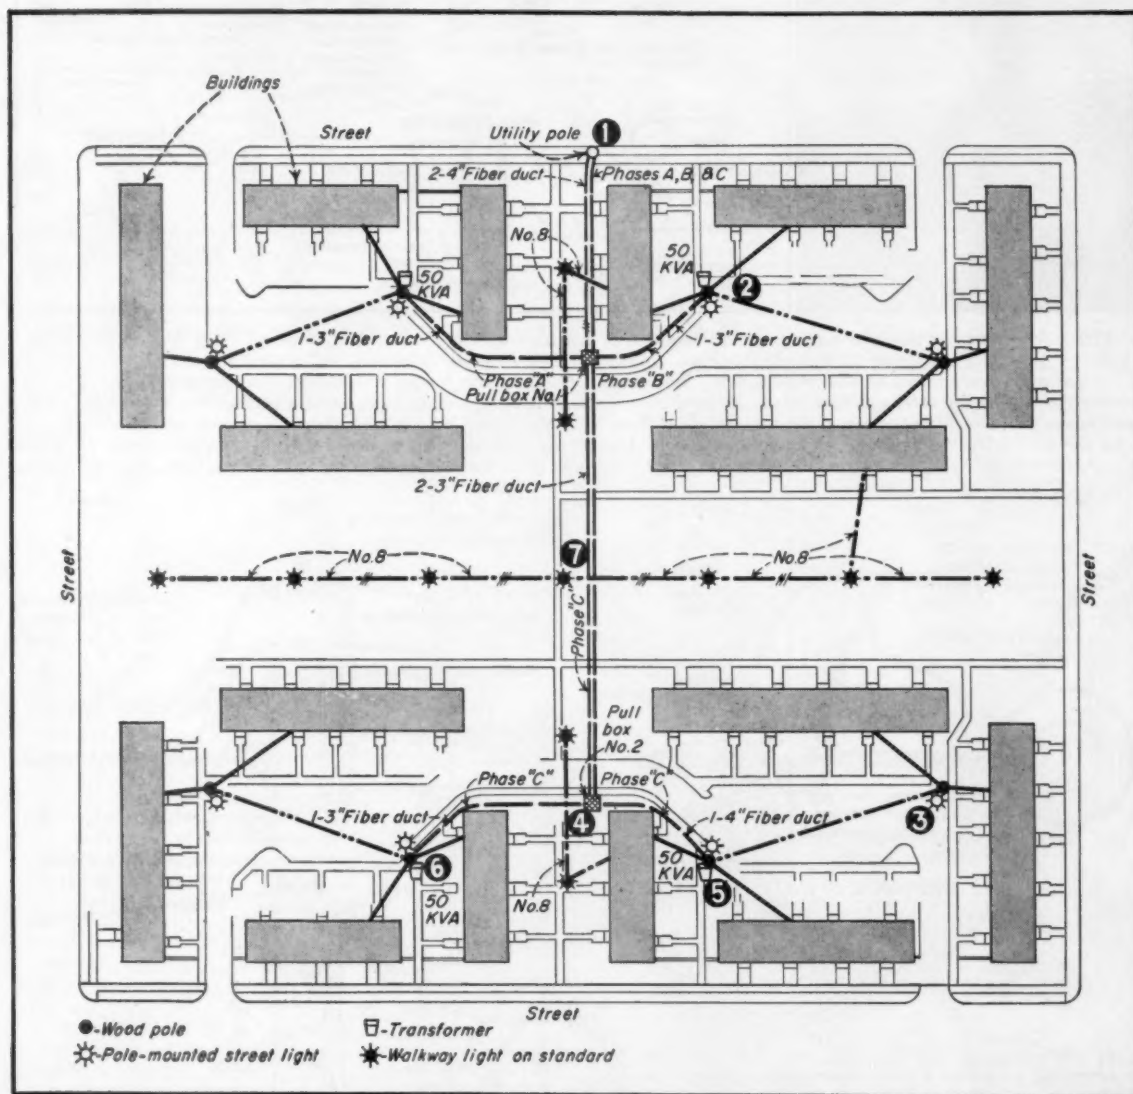 Buildings
Street
Utility pole
1
2-4" Fiber duct
Phases A, B, & C
No. 8
50
KVA
50
KVA
2
1-3" Fiber duct
1-3" Fiber duct
Phase "A"
Phase "B"
Pull box No. 1
2-3" Fiber duct
7
No. 8
No. 8
Street
Street
Phase "C"
Pull
box
No. 2
Phase "C"
Phase "C"
1-3" Fiber duct
4
1-4" Fiber duct
3
6
50
KVA
No. 8
50
KVA
5
Street
-Wood pole
-Transformer
-Pole-mounted street light
-Walkway light on standard